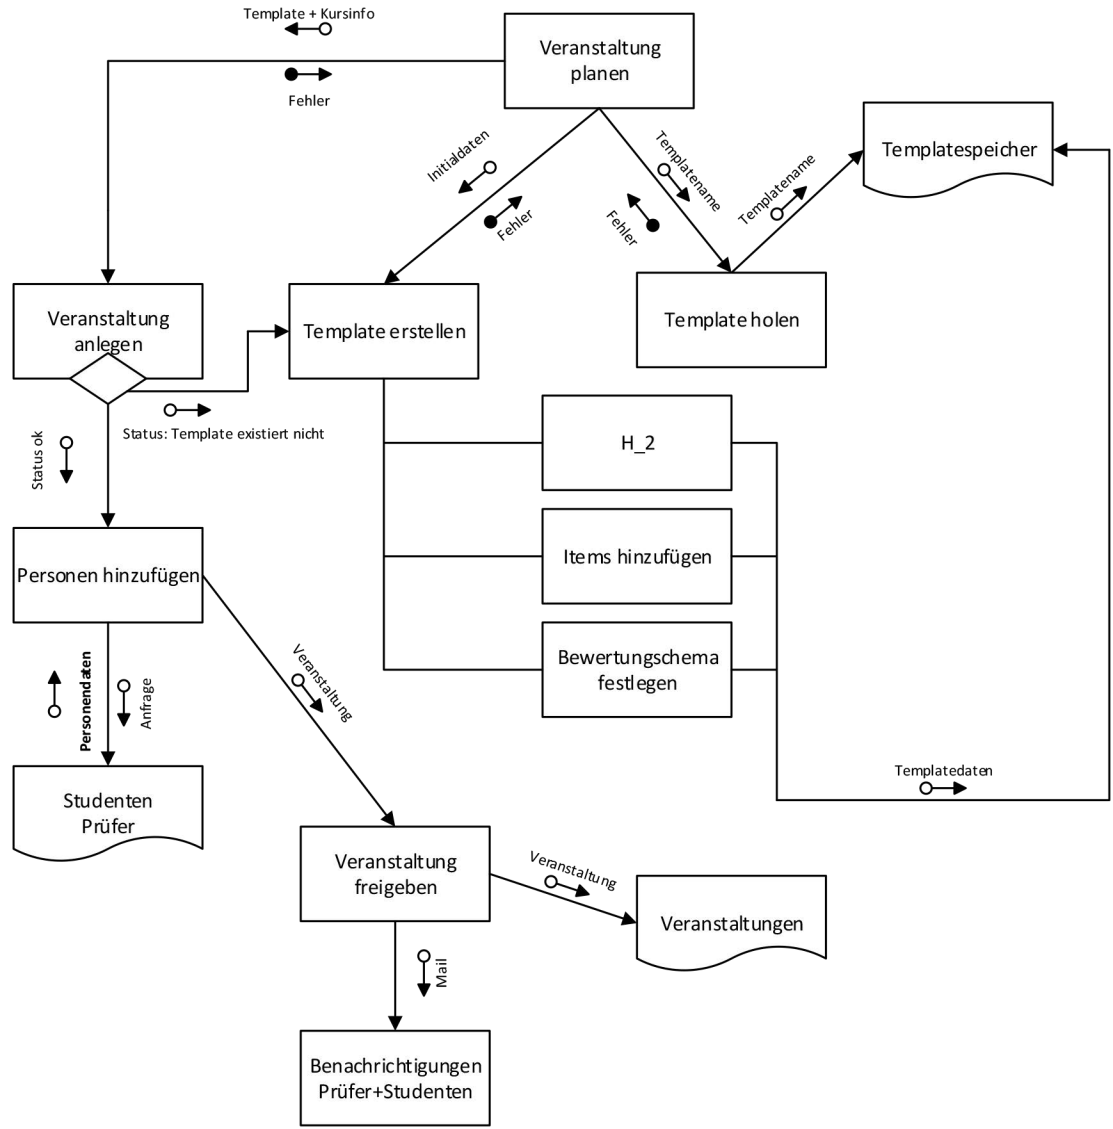 Template + Kursinfo
Fehler
Veranstaltung
planen
Templatespeicher
Initialdaten
Fehler
Templatename
Fehler
Templatename
Veranstaltung
anlegen
Template erstellen
Template holen
Status: Template existiert nicht
Status ok
H_2
Items hinzufügen
Bewertungschema
festlegen
Personen hinzufügen
Personendaten
Anfrage
Veranstaltung
Templatedaten
Studenten
Prüfer
Veranstaltung
freigeben
Veranstaltung
Veranstaltungen
Mail
Benachrichtigungen
Prüfer+Studenten